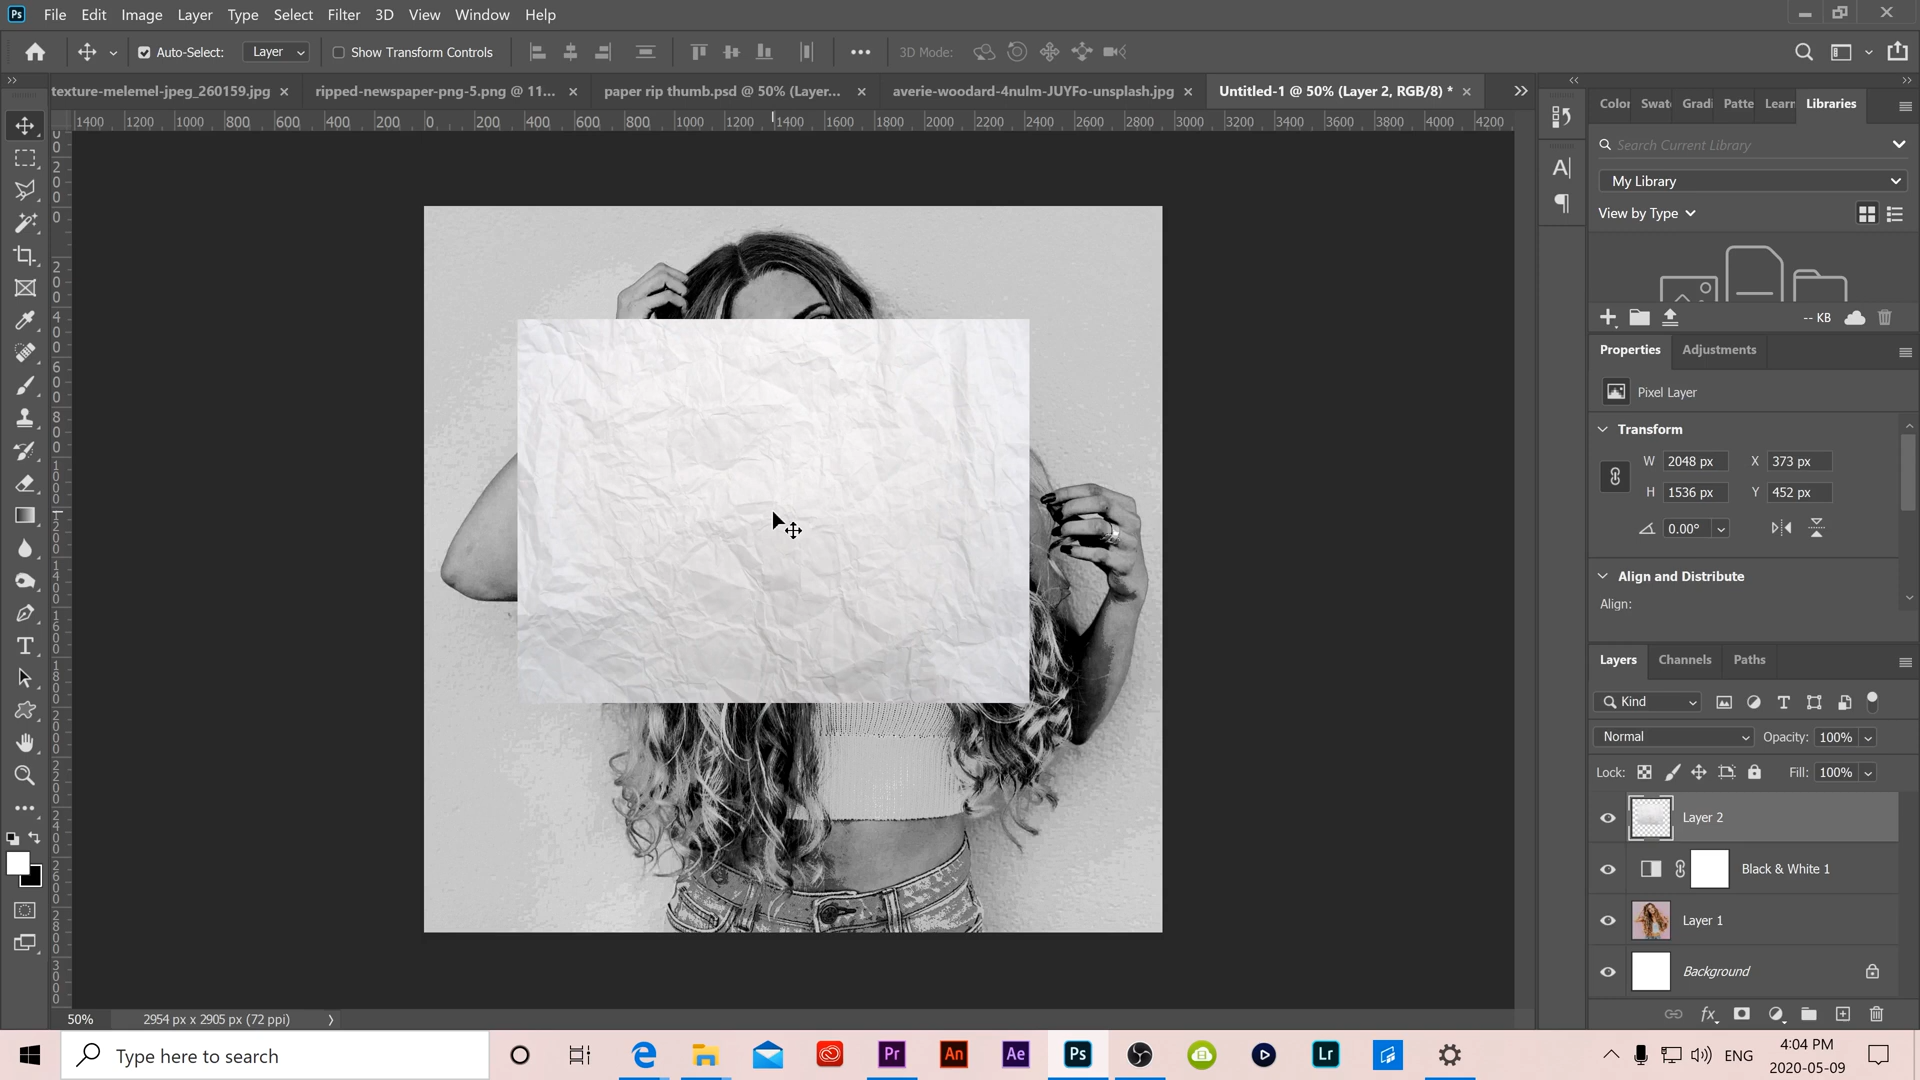 Ps File Edit Image Layer Type Select Filter 3D View Window Help
Auto-Select: Layer Show Transform Controls 3D Mode:
texture-melemel-jpeg_260159.jpg × ripped-newspaper-png-5.png @ 11... × paper rip thumb.psd @ 50% (Layer... × averie-woodard-4nulm-JUYFo-unsplash.jpg × Untitled-1 @ 50% (Layer 2, RGB/8) * ×
Color Swat Gradi Patte Learn Libraries
1400 1200 1000 800 600 400 200 0 200 400 600 800 1000 1200 1400 1600 1800 2000 2200 2400 2600 2800 3000 3200 3400 3600 3800 4000 4200
Search Current Library
My Library
View by Type
-- KB
Properties Adjustments
Pixel Layer
Transform
W 2048 px X 373 px
H 1536 px Y 452 px
0.00°
Align and Distribute
Align:
Layers Channels Paths
Kind
Normal Opacity: 100%
Lock: Fill: 100%
Layer 2
Black & White 1
Layer 1
Background
50% 2954 px x 2905 px (72 ppi)
Type here to search
Pr An Ae Ps Lr
ENG
4:04 PM
2020-05-09